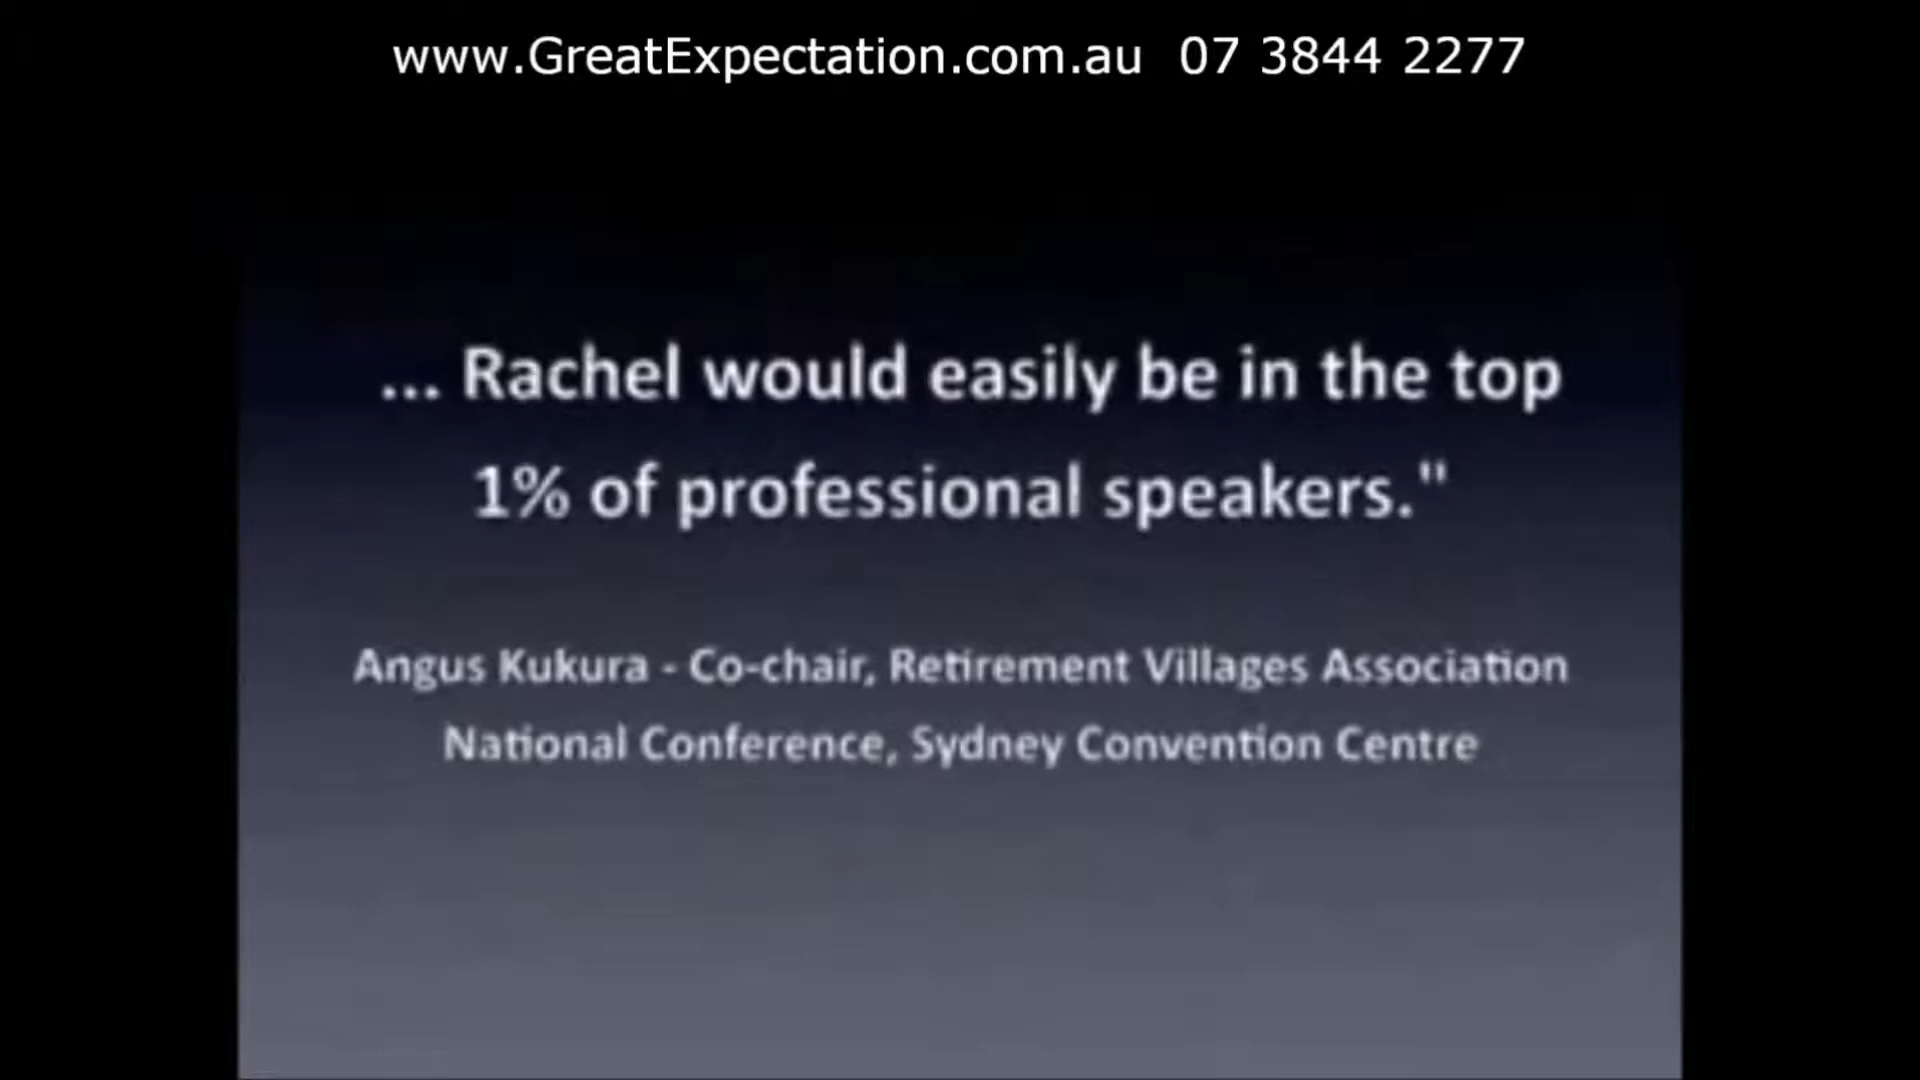 www.GreatExpectation.com.au 07 3844 2277
... Rachel would easily be in the top
1% of professional speakers."
Angus Kukura - Co-chair, Retirement Villages Association
National Conference, Sydney Convention Centre